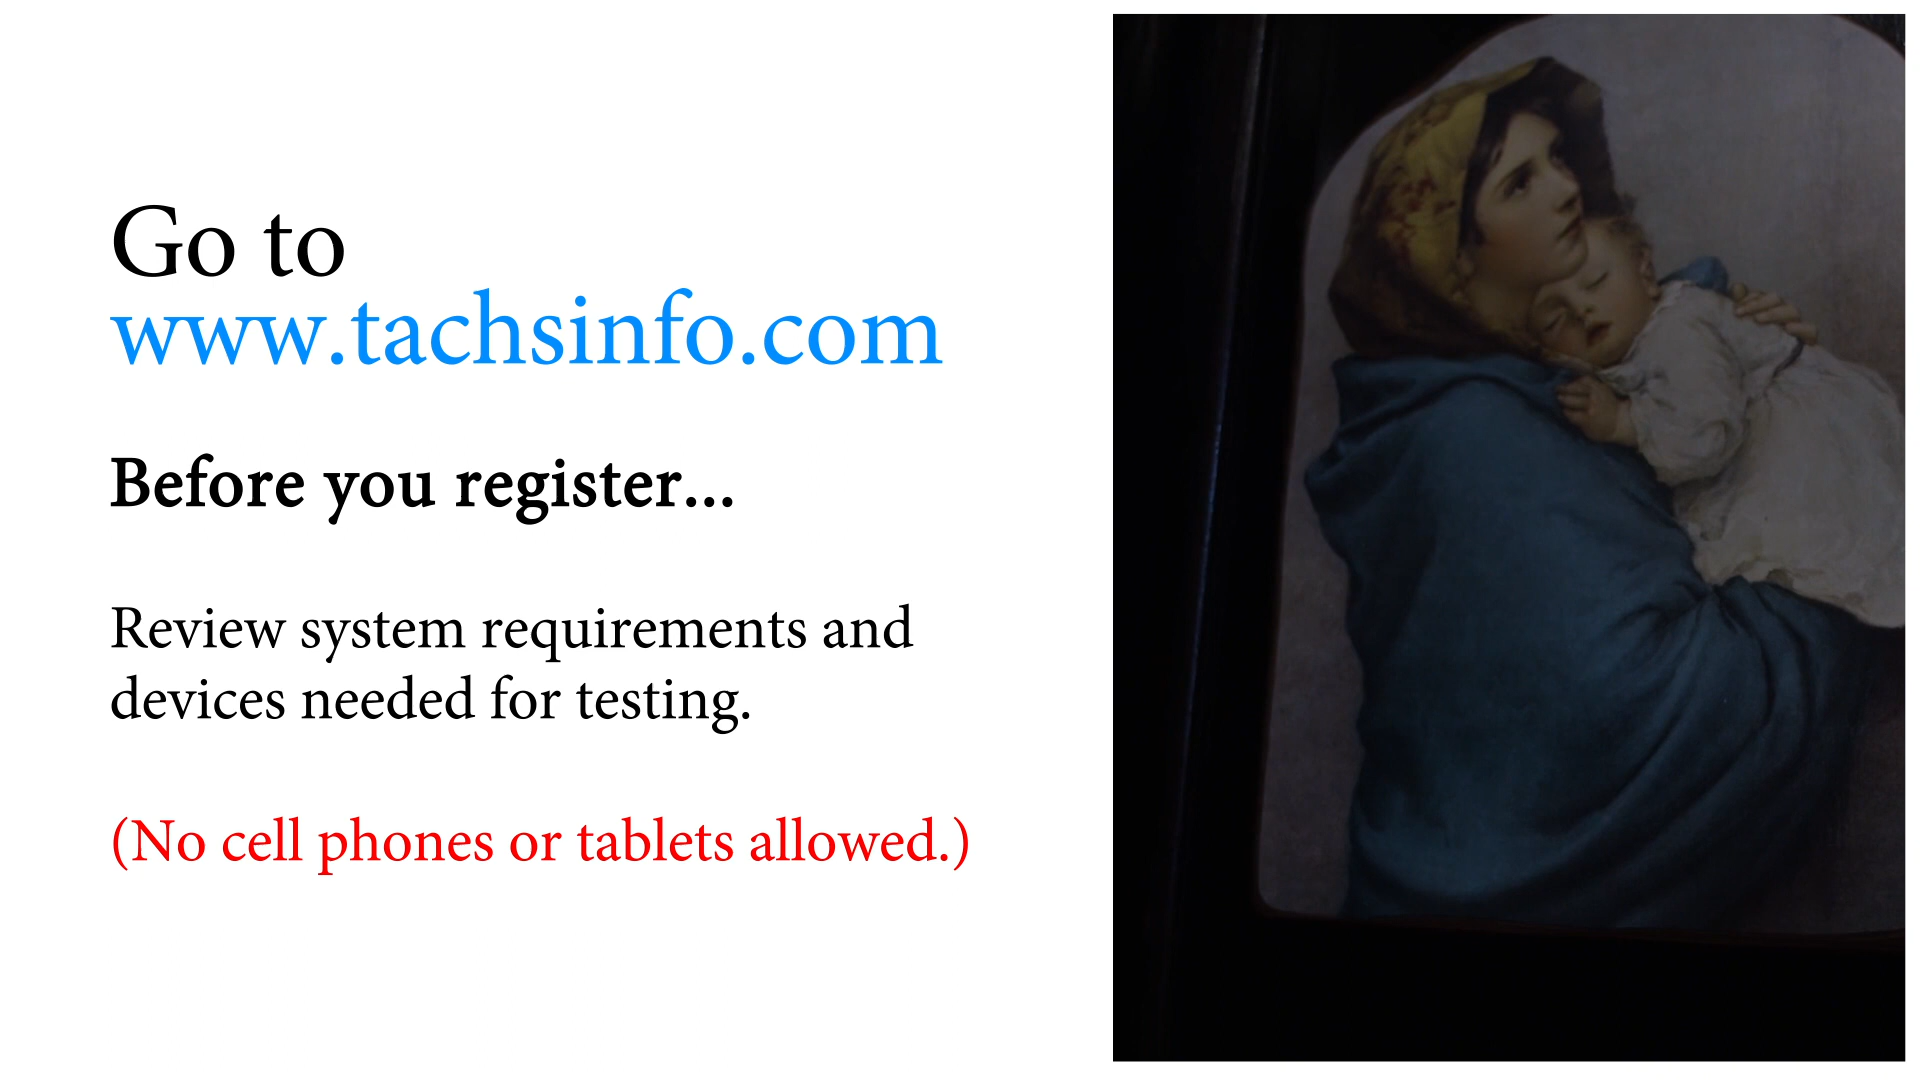 Go to
www.tachsinfo.com
Before you register...
Review system requirements and
devices needed for testing.
(No cell phones or tablets allowed.)